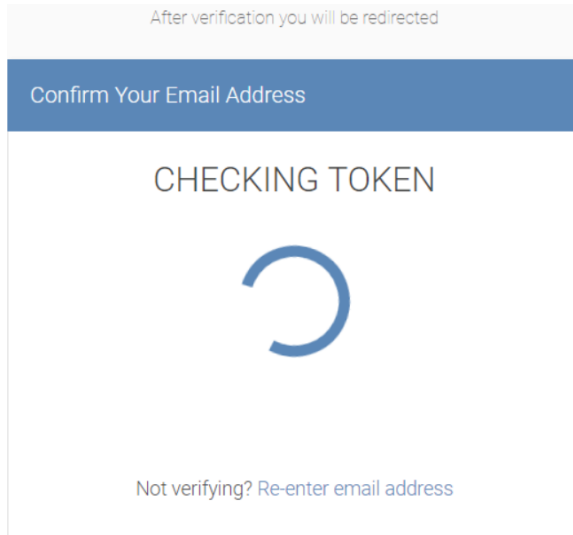 After verification you will be redirected
Confirm Your Email Address
CHECKING TOKEN
Not verifying? Re-enter email address